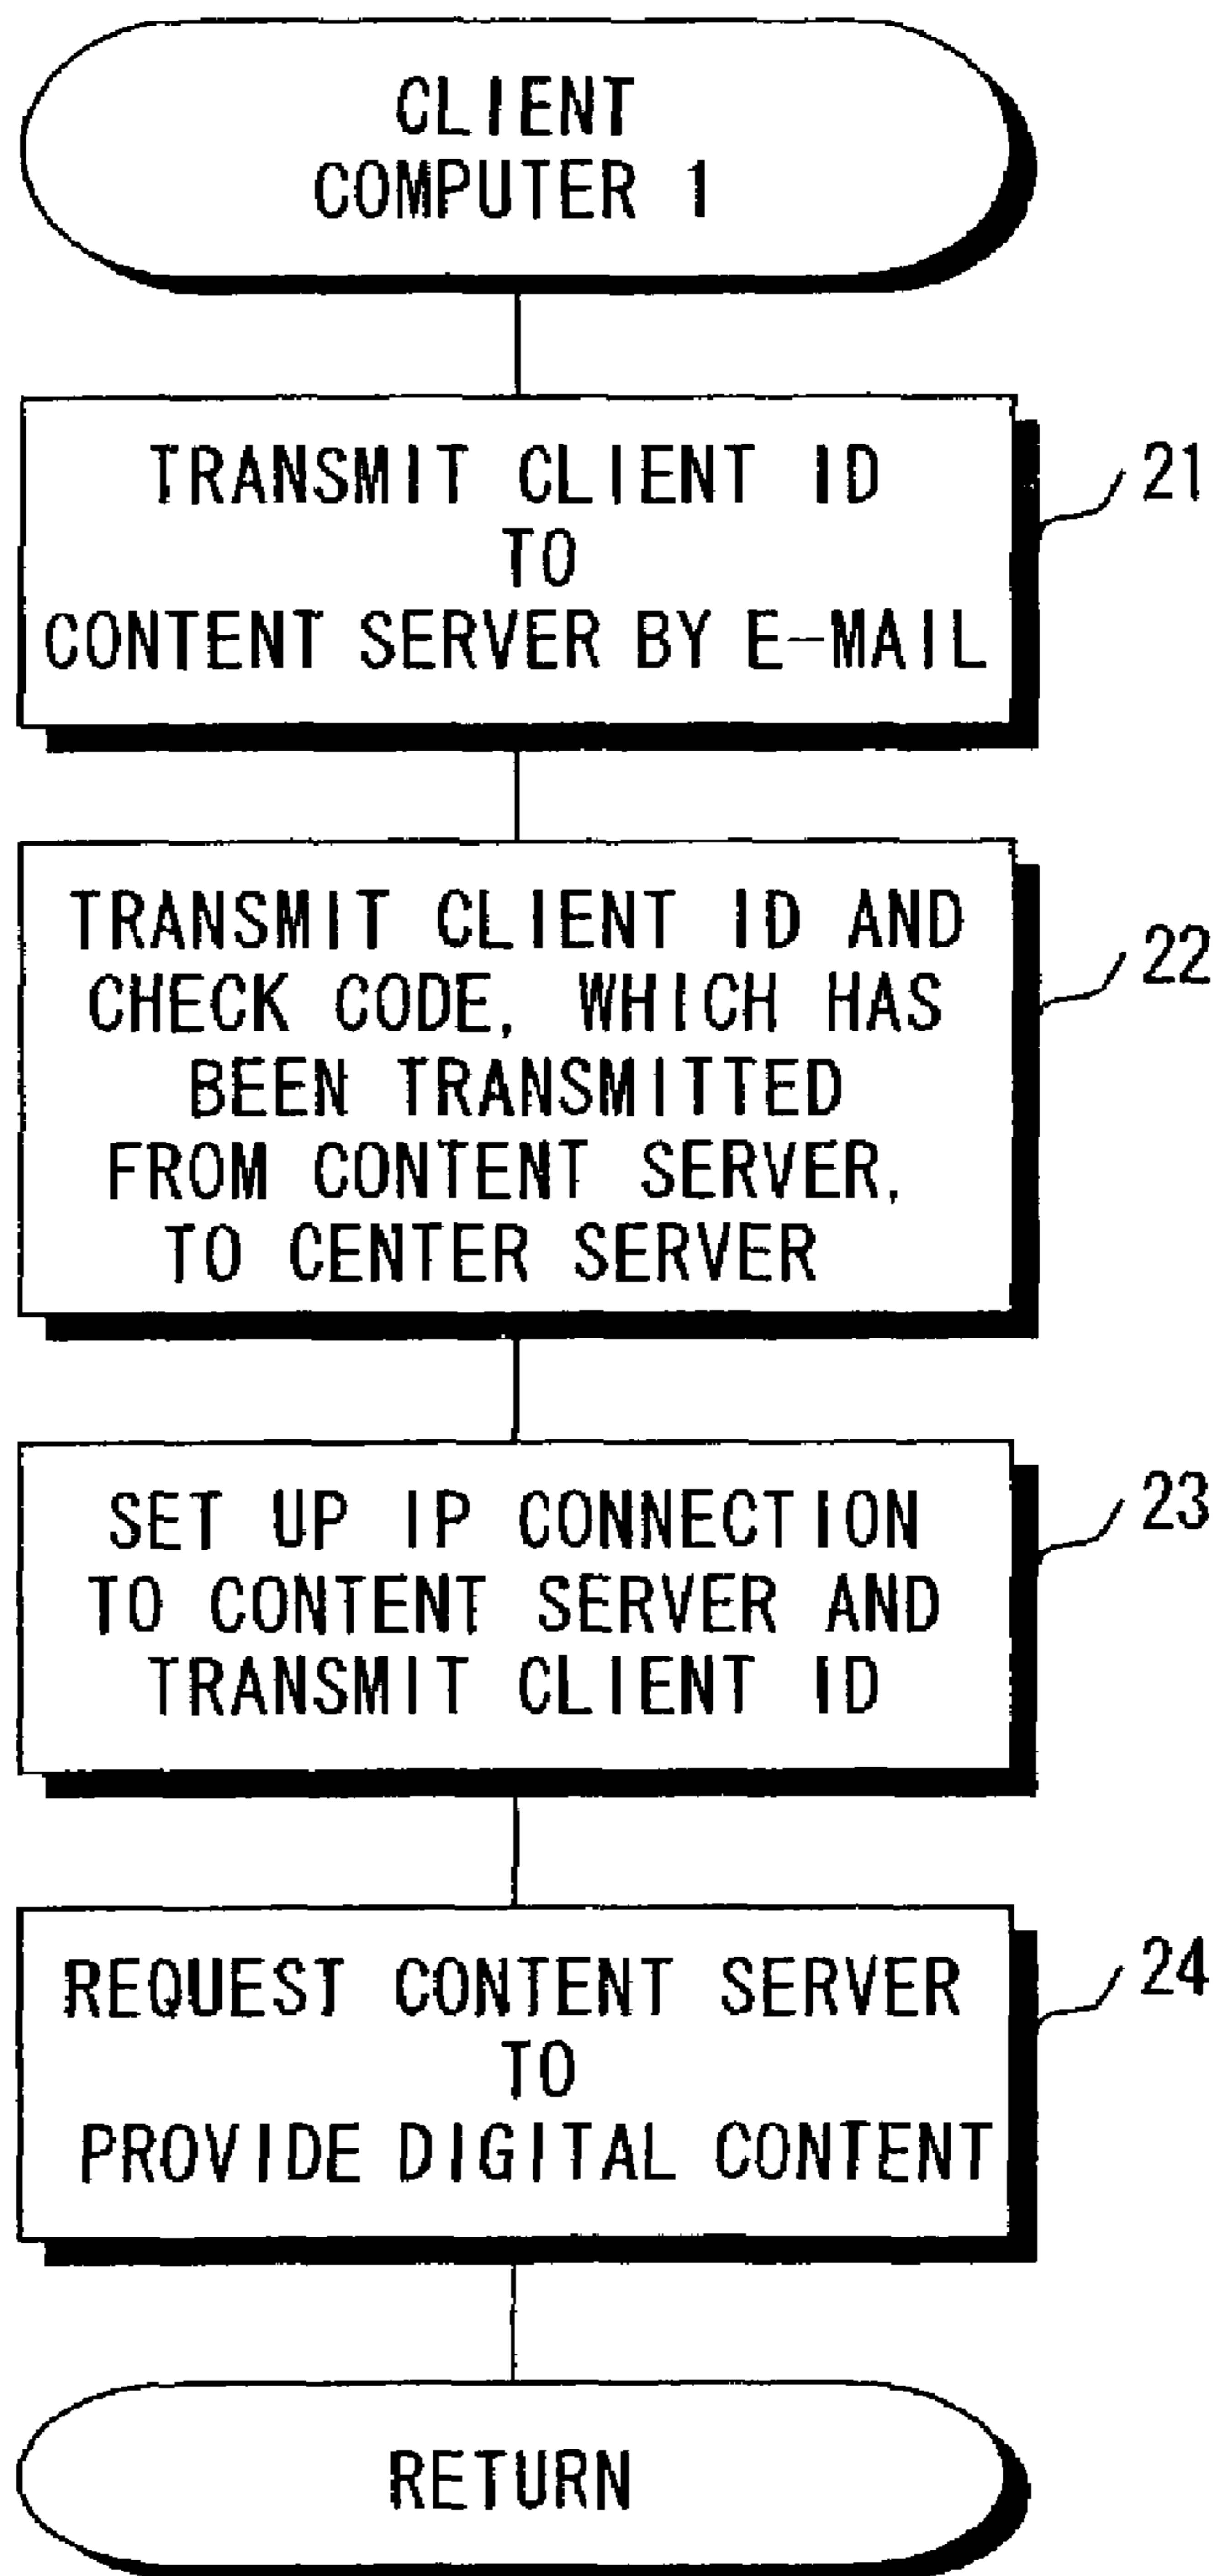 CLIENT
COMPUTER 1
TRANSMIT CLIENT ID
TO
CONTENT SERVER BY E-MAIL
21
TRANSMIT CLIENT ID AND
CHECK CODE, WHICH HAS
BEEN TRANSMITTED
FROM CONTENT SERVER,
TO CENTER SERVER
22
SET UP IP CONNECTION
TO CONTENT SERVER AND
TRANSMIT CLIENT ID
23
REQUEST CONTENT SERVER
TO
PROVIDE DIGITAL CONTENT
24
RETURN